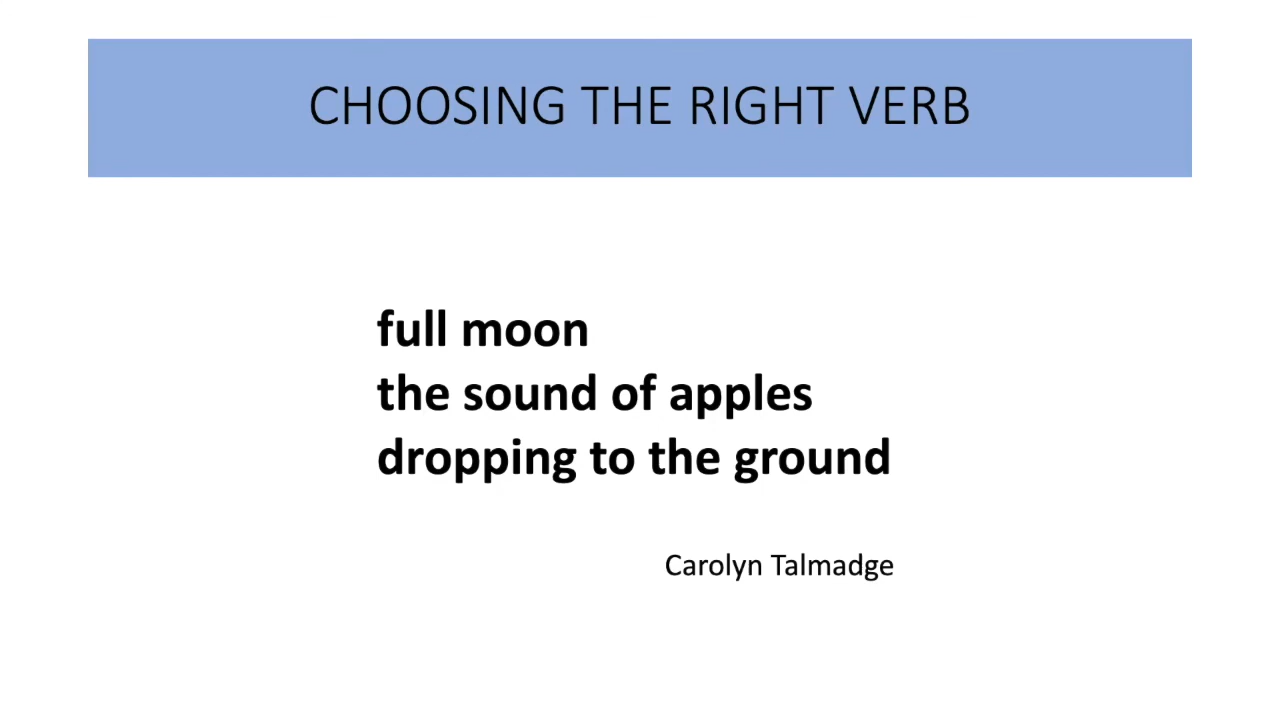 CHOOSING THE RIGHT VERB
full moon
the sound of apples
dropping to the ground
Carolyn Talmadge